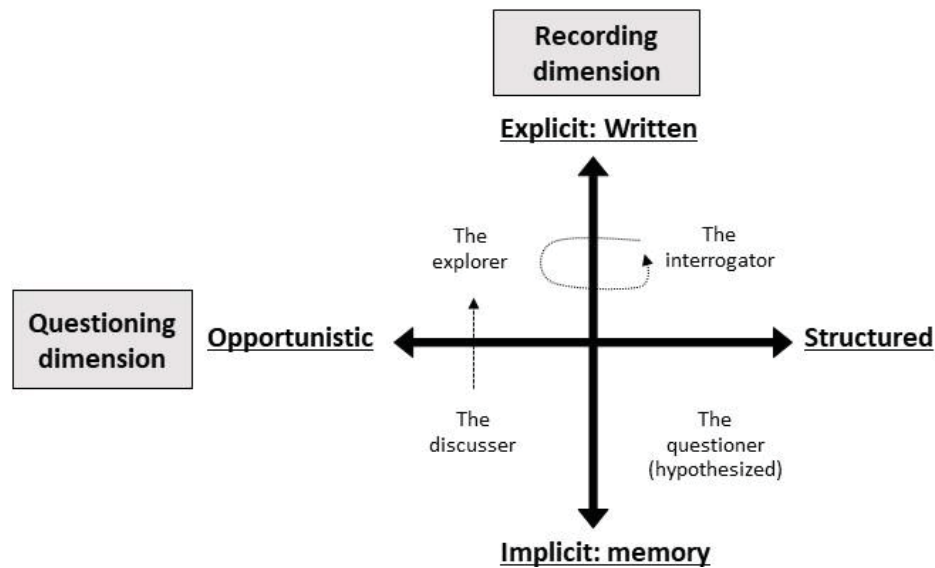 Recording
dimension
Explicit: Written
The
explorer
The
interrogator
Questioning
dimension
Opportunistic
Structured
The
discusser
The
questioner
(hypothesized)
Implicit: memory